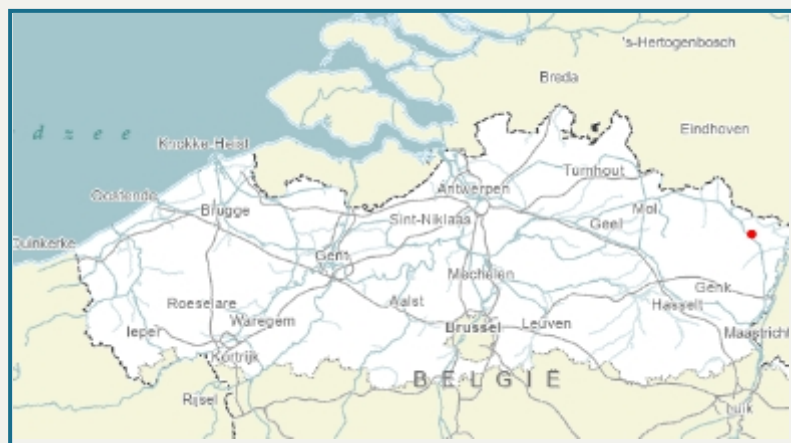 's-Hertogenbosch
Breda
Eindhoven
d z e e
Knokke-Heist
Turnhout
Antwerpen
Oostende
Mol
Brugge
Sint-Niklaas
Geel
Duinkerke
Gent
Mechelen
Genk
Aalst
Hasselt
Roeselare
Waregem
Brussel
Leuven
Ieper
Maastricht
Kortrijk
BELGIË
Rijsel
Luik